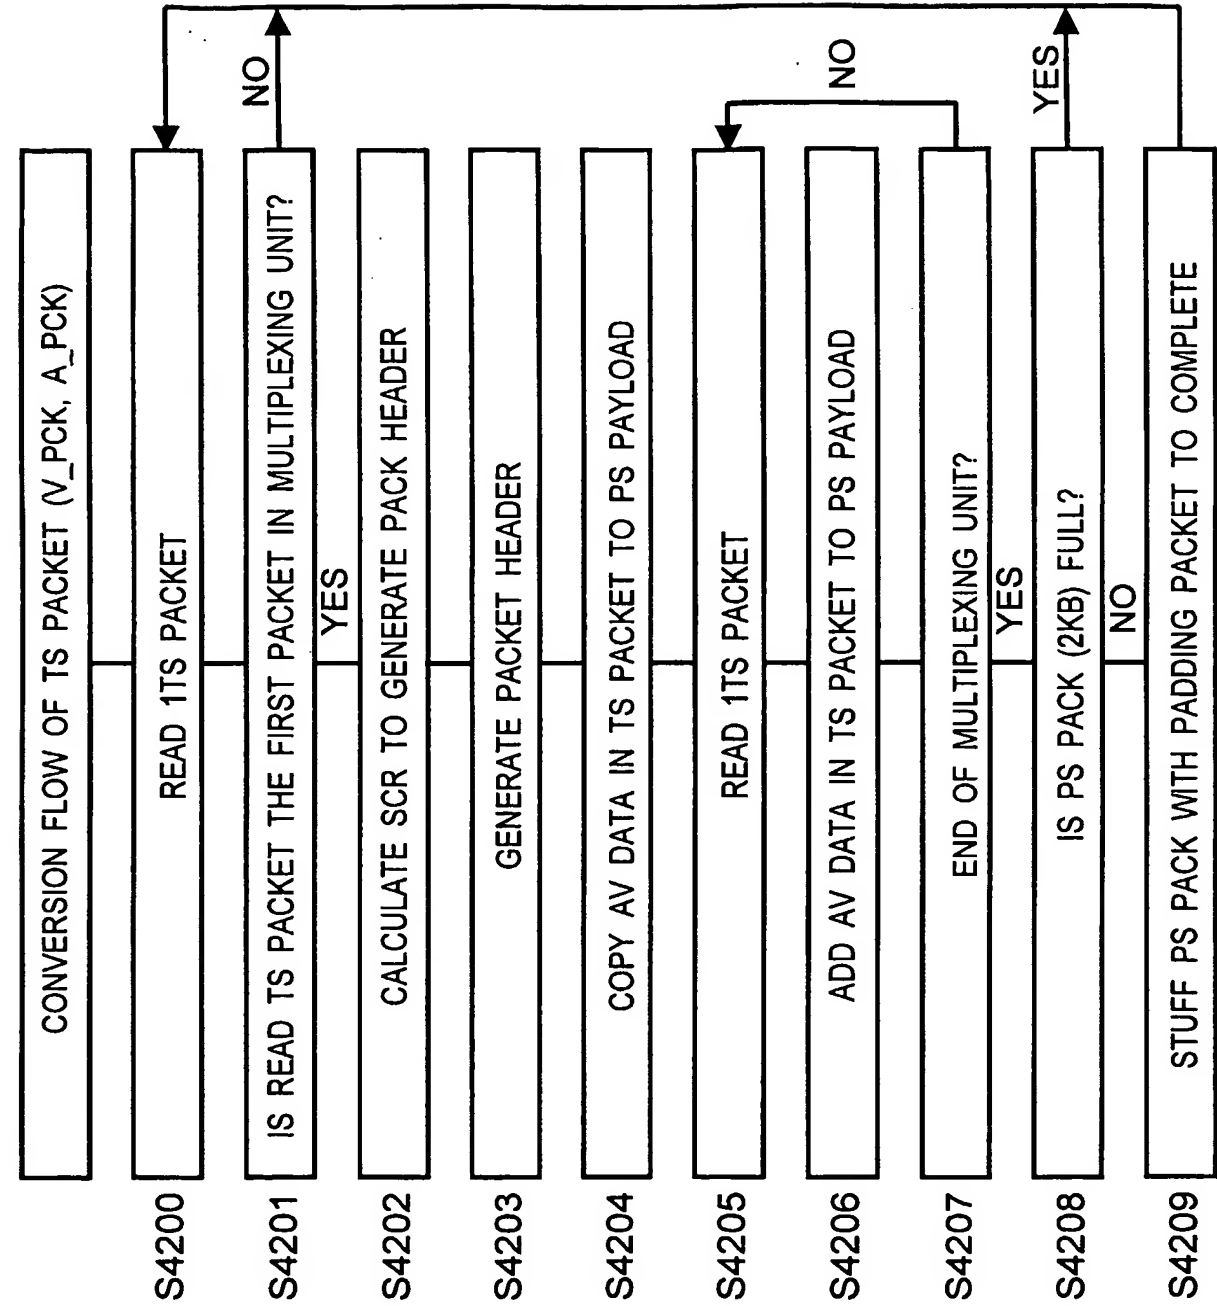 CONVERSION FLOW OF TS PACKET (V_PCK, A_PCK)
S4200
READ 1TS PACKET
S4201
IS READ TS PACKET THE FIRST PACKET IN MULTIPLEXING UNIT?
NO
YES
S4202
CALCULATE SCR TO GENERATE PACK HEADER
S4203
GENERATE PACKET HEADER
S4204
COPY AV DATA IN TS PACKET TO PS PAYLOAD
S4205
READ 1TS PACKET
S4206
ADD AV DATA IN TS PACKET TO PS PAYLOAD
S4207
END OF MULTIPLEXING UNIT?
NO
YES
S4208
IS PS PACK (2KB) FULL?
YES
NO
S4209
STUFF PS PACK WITH PADDING PACKET TO COMPLETE